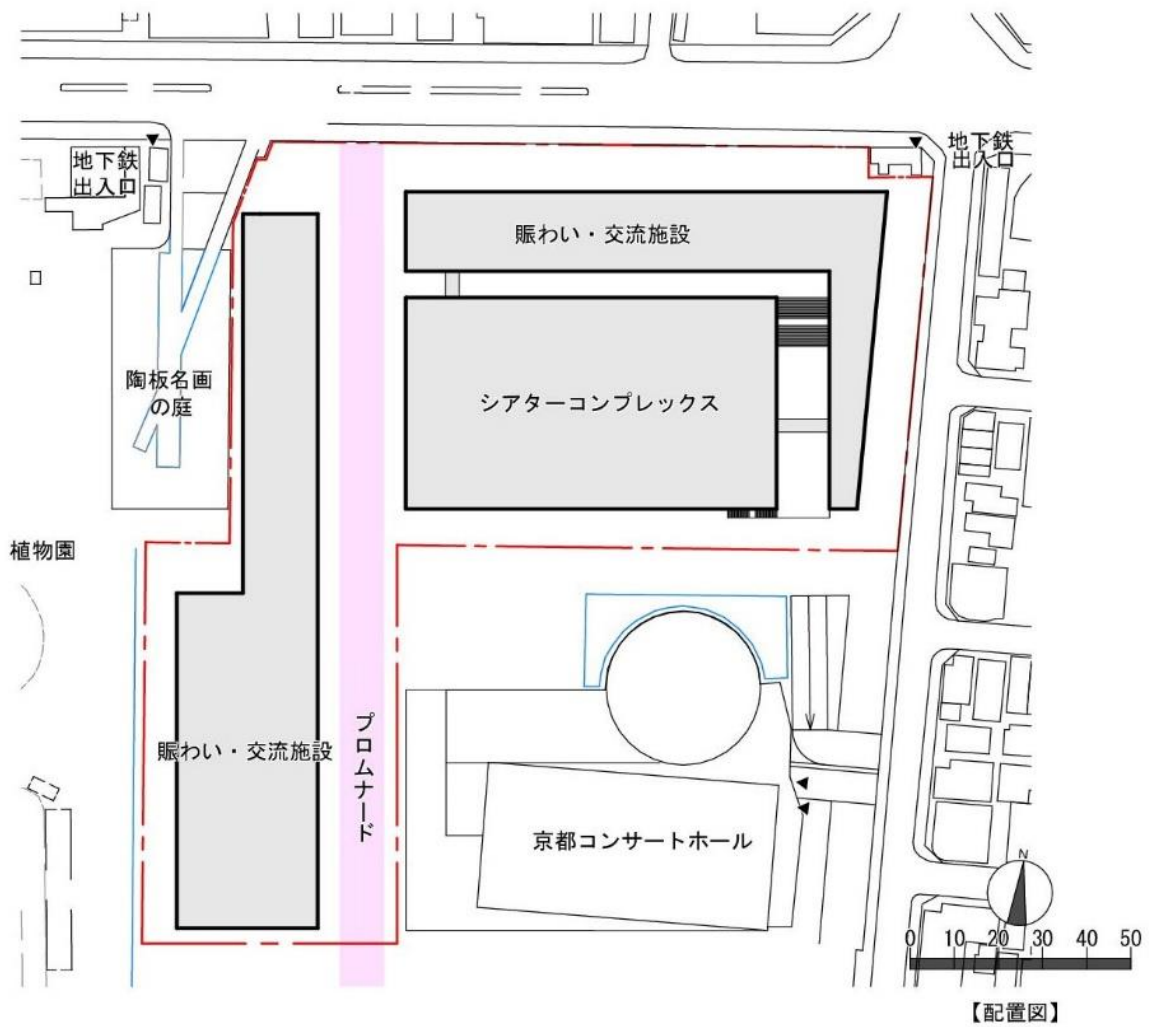 地下鉄
出入口
地下鉄
出入口
賑わい・交流施設
シアターコンプレックス
陶板名画
の庭
植物園
プロムナード
賑わい・交流施設
京都コンサートホール
N
0 10 20 30 40 50
【配置図】